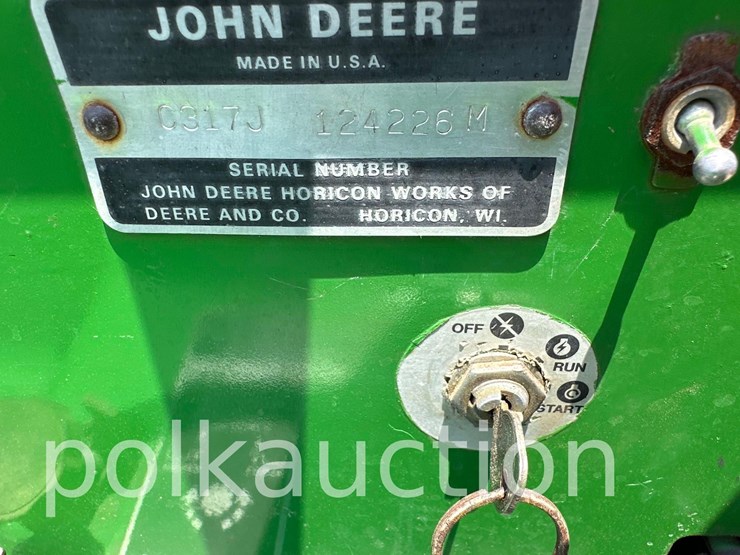 JOHN DEERE
MADE IN U.S.A.
C317J 124226 M
SERIAL NUMBER
JOHN DEERE HORICON WORKS OF
DEERE AND CO. HORICON, WI.
OFF
RUN
START
polkauction